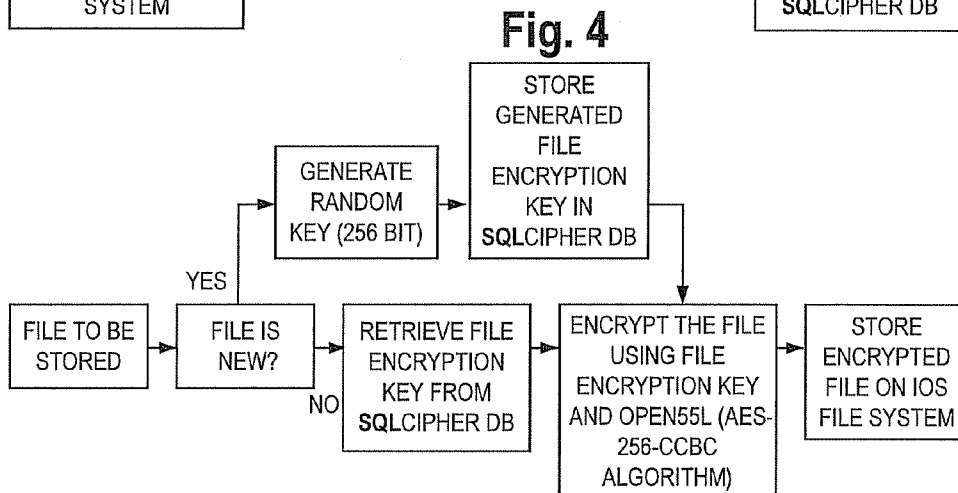 SYSTEM
SQLCIPHER DB
Fig. 4
STORE
GENERATED
FILE
ENCRYPTION
KEY IN
SQLCIPHER DB
GENERATE
RANDOM
KEY (256 BIT)
YES
FILE TO BE
STORED
FILE IS
NEW?
NO
RETRIEVE FILE
ENCRYPTION
KEY FROM
SQLCIPHER DB
ENCRYPT THE FILE
USING FILE
ENCRYPTION KEY
AND OPEN55L (AES-
256-CCBC
ALGORITHM)
STORE
ENCRYPTED
FILE ON IOS
FILE SYSTEM